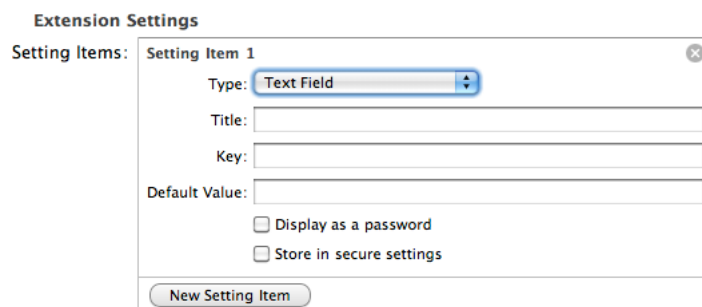 Extension Settings
Setting Items: Setting Item 1
Type: Text Field
Title:
Key:
Default Value:
Display as a password
Store in secure settings
New Setting Item